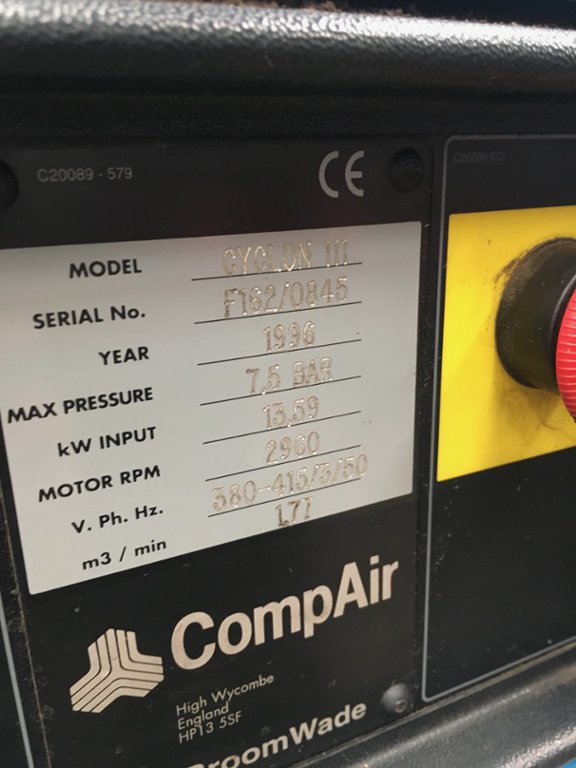 C20089 - 579
CE
C20089-572
MODEL CYCLON 111
SERIAL No. F162/0845
YEAR 1996
MAX PRESSURE 7,5 BAR
kW INPUT 13,59
MOTOR RPM 2960
V. Ph. Hz. 380-415/3/50
m3 / min 1,77
CompAir
High Wycombe
England
HP13 5SF
BroomWade